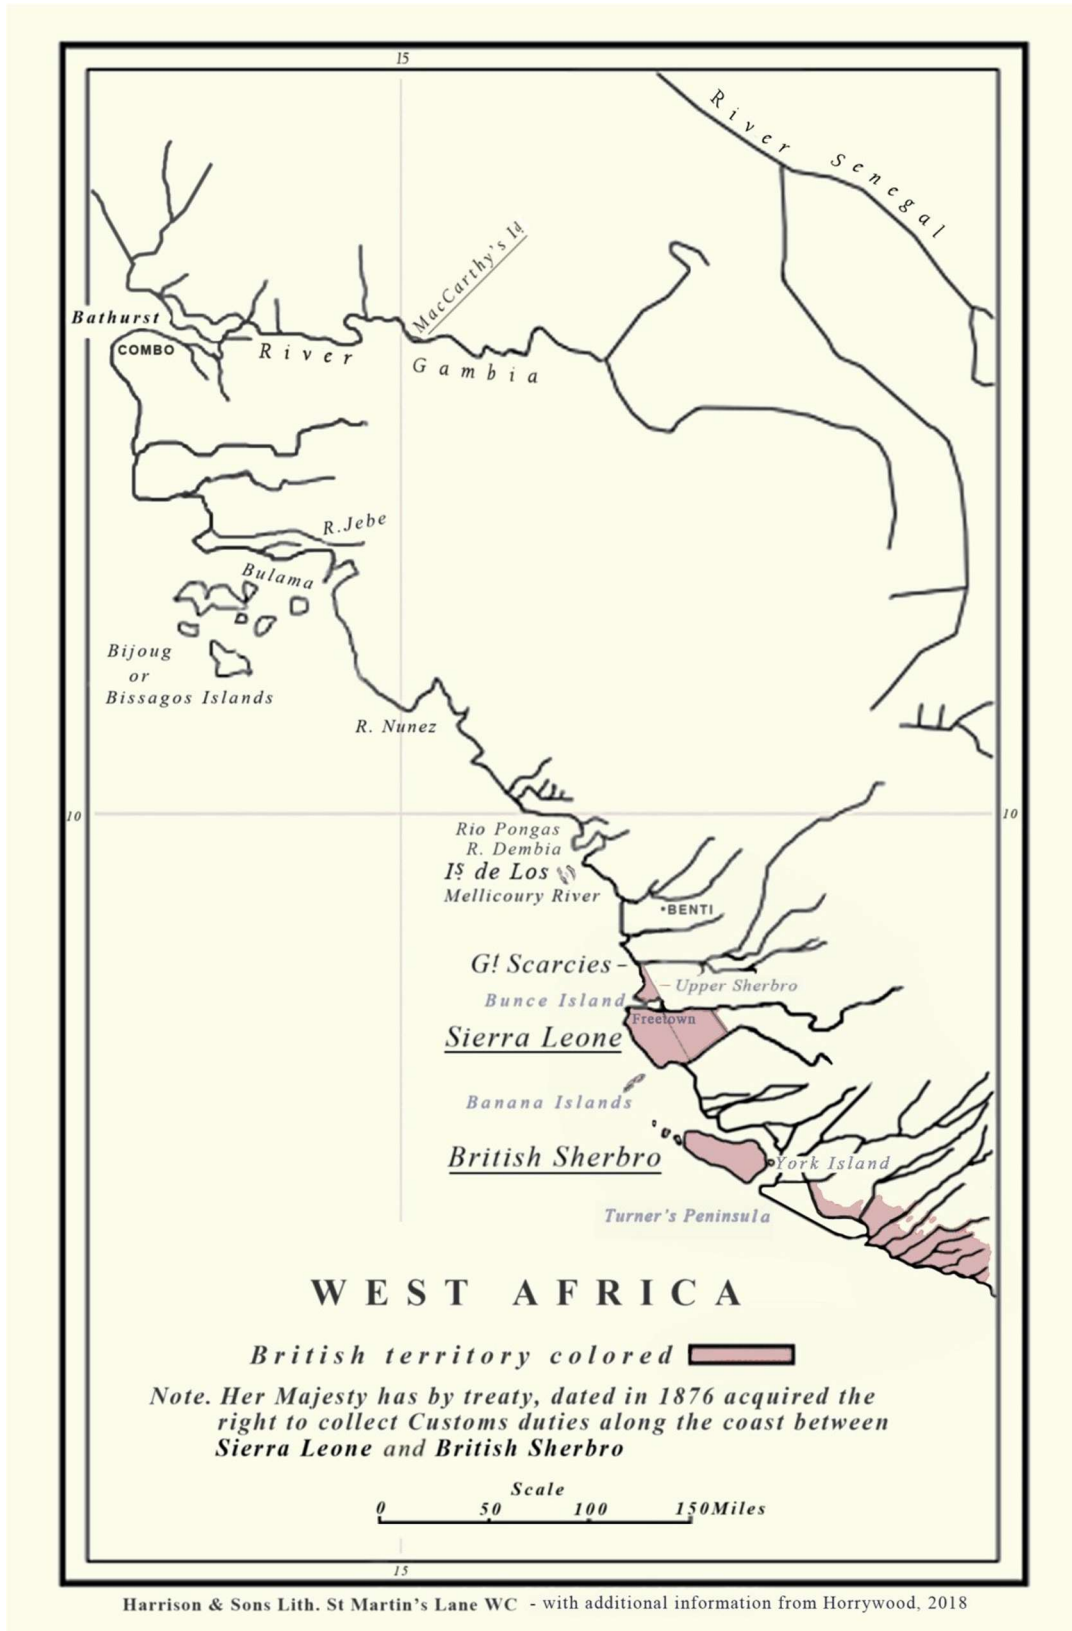 15
River Senegal
MacCarthy's Id.
Bathurst
COMBO
River
Gambia
R.Jebe
Bulama
Bijoug
or
Bissagos Islands
R. Nunez
10
10
Rio Pongas
R. Dembia
Is. de Los
Mellicoury River
•BENTI
Gt. Scarcies –
– Upper Sherbro
Bunce Island
Freetown
Sierra Leone
Banana Islands
British Sherbro
York Island
Turner's Peninsula
WEST AFRICA
British territory colored
Note. Her Majesty has by treaty, dated in 1876 acquired the
right to collect Customs duties along the coast between
Sierra Leone and British Sherbro
Scale
0 50 100 150Miles
15
Harrison & Sons Lith. St Martin's Lane WC - with additional information from Horrywood, 2018